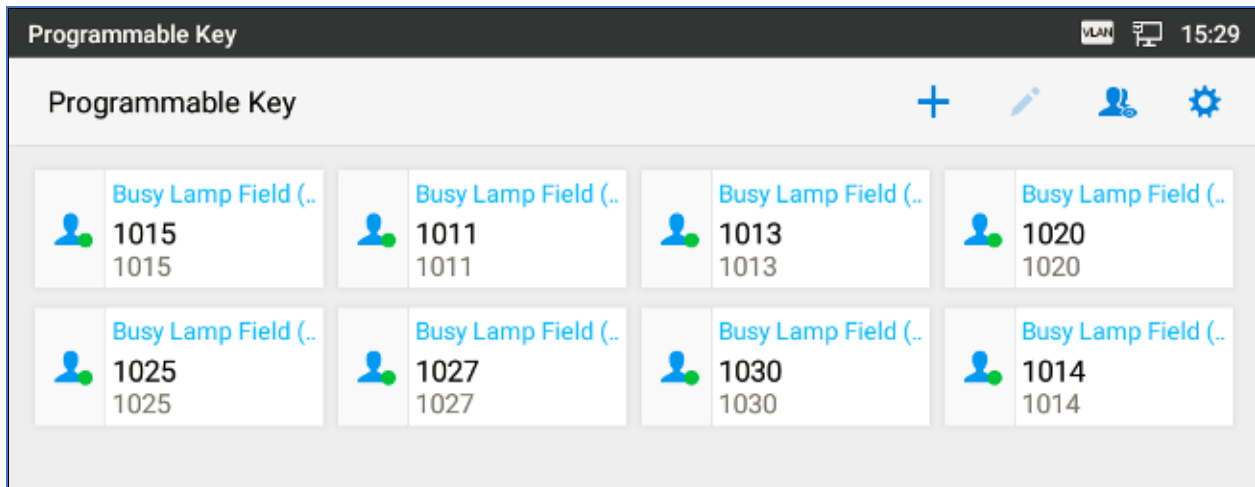 Programmable Key VLAN 15:29
Programmable Key
Busy Lamp Field (.. Busy Lamp Field (.. Busy Lamp Field (.. Busy Lamp Field (..
1015 1011 1013 1020
1015 1011 1013 1020
Busy Lamp Field (.. Busy Lamp Field (.. Busy Lamp Field (.. Busy Lamp Field (..
1025 1027 1030 1014
1025 1027 1030 1014